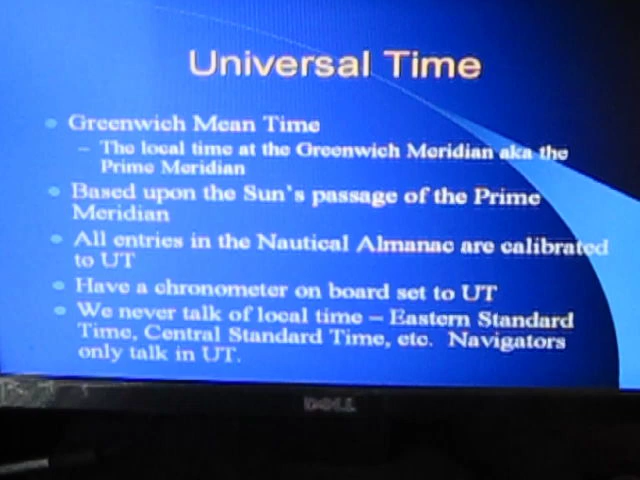 Universal Time
Greenwich Mean Time
– The local time at the Greenwich Meridian aka the
Prime Meridian
Based upon the Sun's passage of the Prime
Meridian
All entries in the Nautical Almanac are calibrated
to UT
Have a chronometer on board set to UT
We never talk of local time – Eastern Standard
Time, Central Standard Time, etc.  Navigators
only talk in UT.
DELL